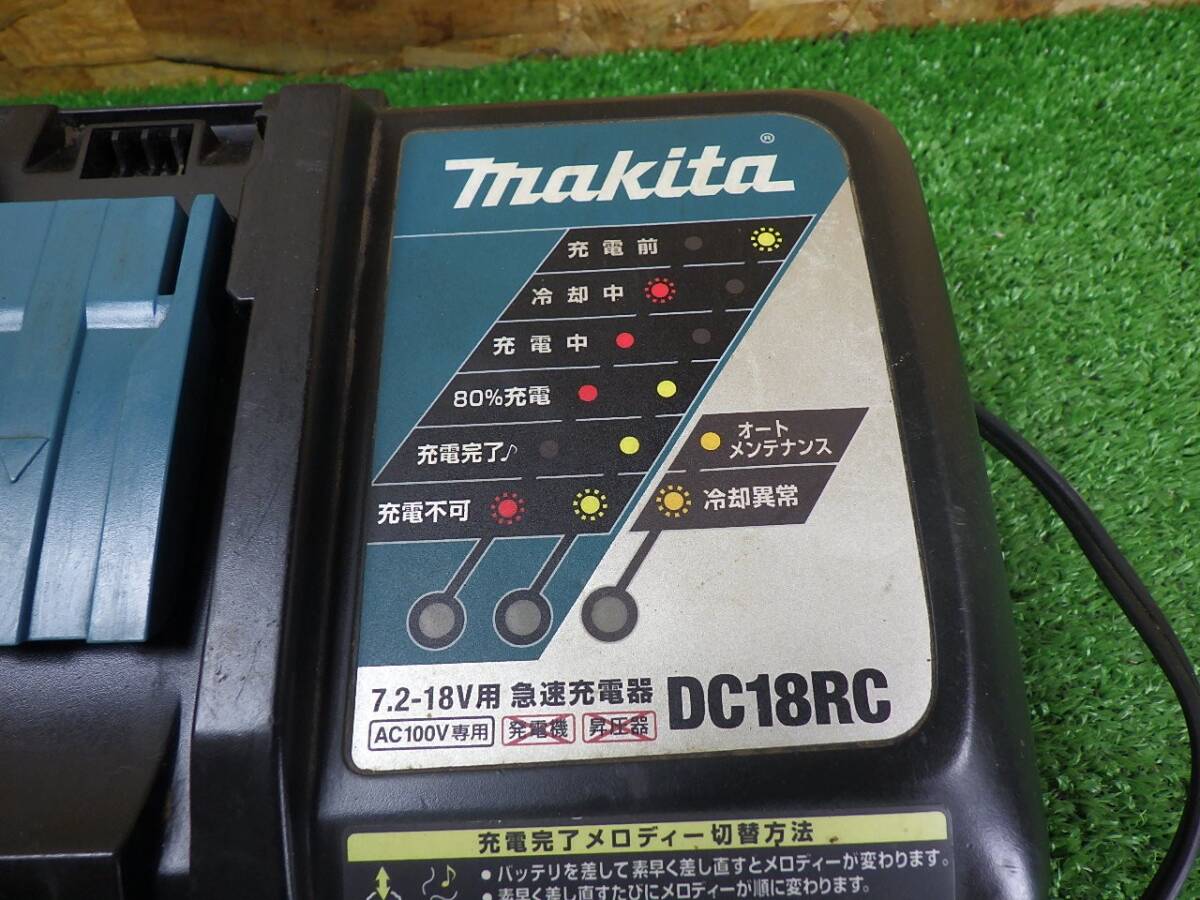 makita®
充電前
冷却中
充電中
80%充電
充電完了♪
オート
メンテナンス
充電不可
冷却異常
7.2-18V用 急速充電器 DC18RC
AC100V専用 発電機 昇圧器
充電完了メロディー切替方法
•バッテリを差して素早く差し直すとメロディーが変わります。
•素早く差し直すたびにメロディーが順に変わります。